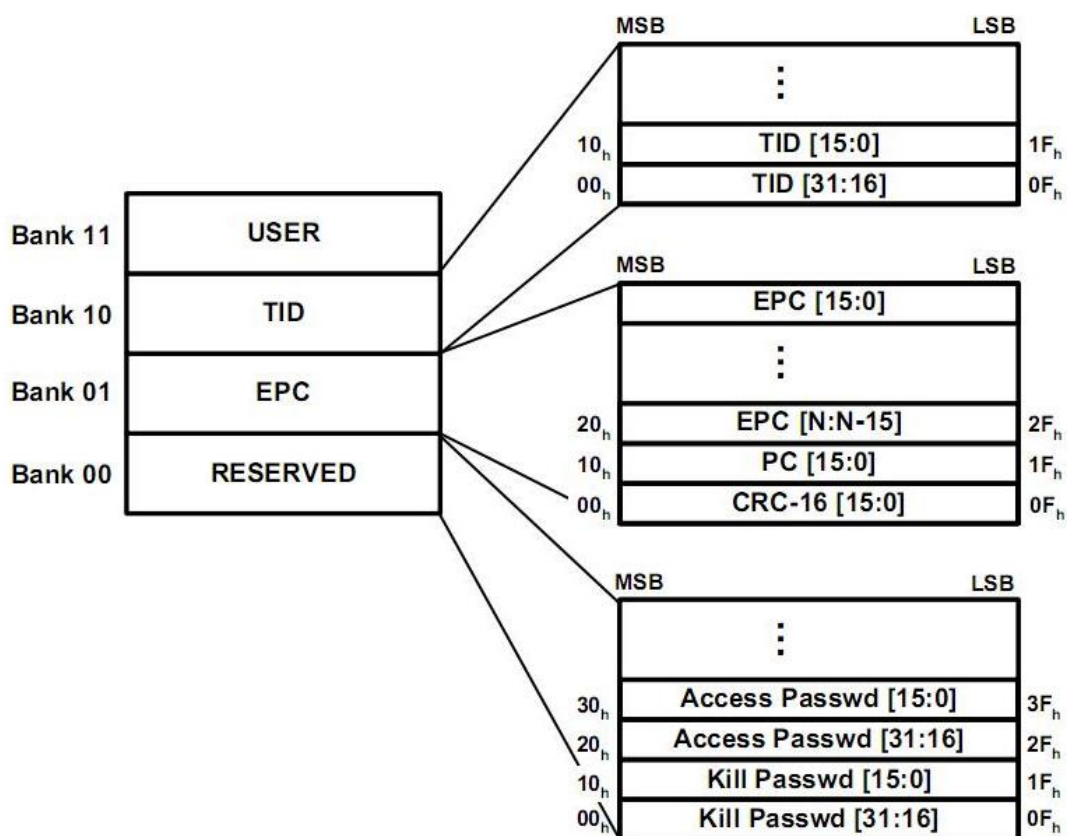 MSB LSB
⋮
10h TID [15:0] 1Fh
00h TID [31:16] 0Fh
Bank 11 USER
Bank 10 TID
Bank 01 EPC
Bank 00 RESERVED
MSB LSB
EPC [15:0]
⋮
20h EPC [N:N-15] 2Fh
10h PC [15:0] 1Fh
00h CRC-16 [15:0] 0Fh
MSB LSB
⋮
30h Access Passwd [15:0] 3Fh
20h Access Passwd [31:16] 2Fh
10h Kill Passwd [15:0] 1Fh
00h Kill Passwd [31:16] 0Fh